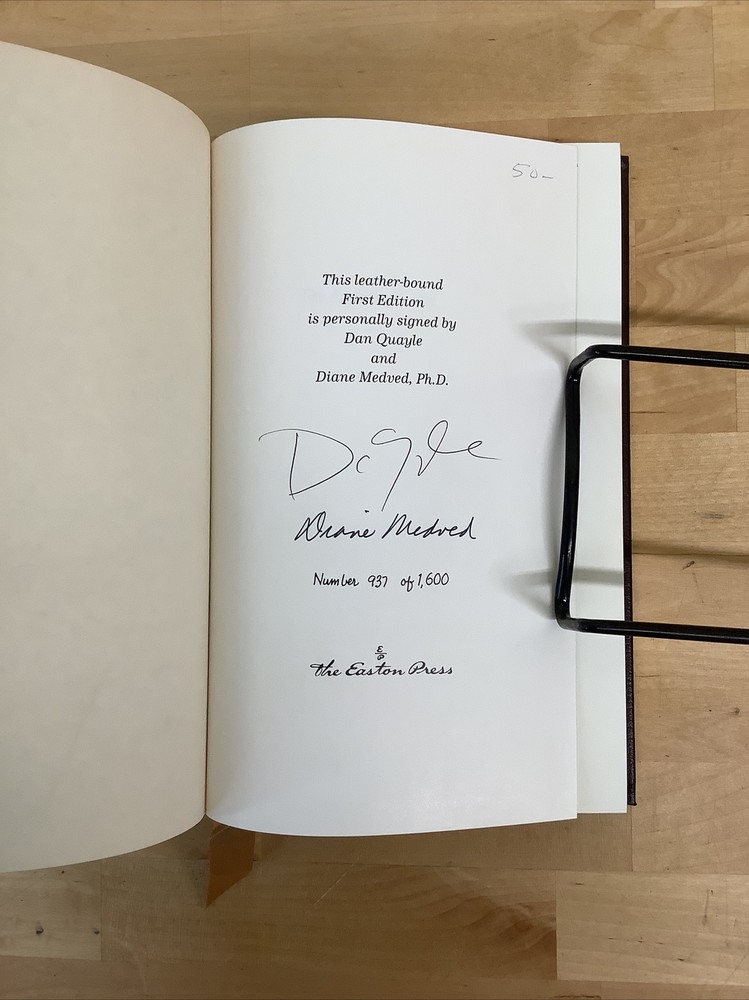 50-
This leather-bound
First Edition
is personally signed by
Dan Quayle
and
Diane Medved, Ph.D.
D Quayle
Diane Medved
Number 937 of 1,600
E
P
The Easton Press